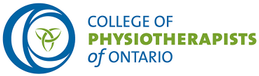 COLLEGE OF
PHYSIOTHERAPISTS
of ONTARIO